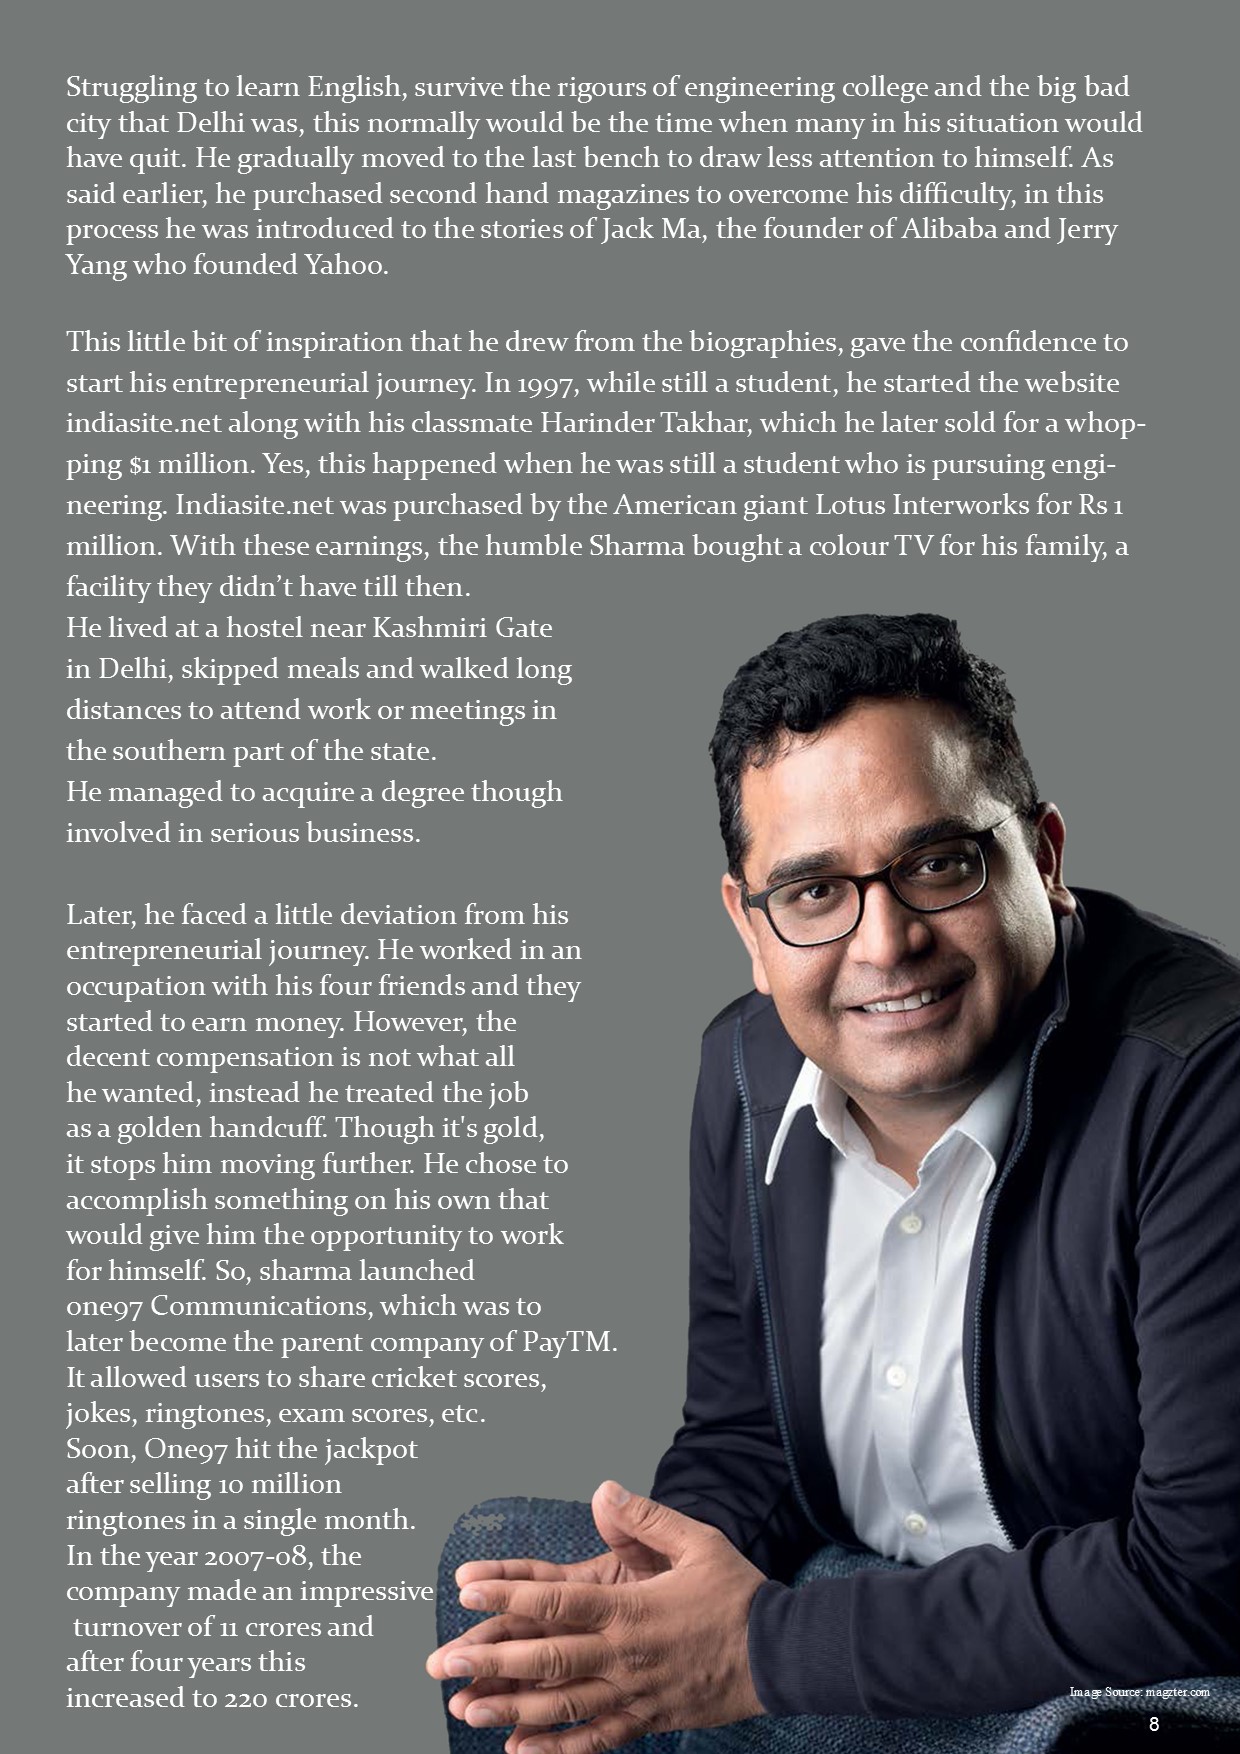 Struggling to learn English, survive the rigours of engineering college and the big bad
city that Delhi was, this normally would be the time when many in his situation would
have quit. He gradually moved to the last bench to draw less attention to himself. As
said earlier, he purchased second hand magazines to overcome his difficulty, in this
process he was introduced to the stories of Jack Ma, the founder of Alibaba and Jerry
Yang who founded Yahoo.
This little bit of inspiration that he drew from the biographies, gave the confidence to
start his entrepreneurial journey. In 1997, while still a student, he started the website
indiasite.net along with his classmate Harinder Takhar, which he later sold for a whop-
ping $1 million. Yes, this happened when he was still a student who is pursuing engi-
neering. Indiasite.net was purchased by the American giant Lotus Interworks for Rs 1
million. With these earnings, the humble Sharma bought a colour TV for his family, a
facility they didn’t have till then.
He lived at a hostel near Kashmiri Gate
in Delhi, skipped meals and walked long
distances to attend work or meetings in
the southern part of the state.
He managed to acquire a degree though
involved in serious business.
Later, he faced a little deviation from his
entrepreneurial journey. He worked in an
occupation with his four friends and they
started to earn money. However, the
decent compensation is not what all
he wanted, instead he treated the job
as a golden handcuff. Though it's gold,
it stops him moving further. He chose to
accomplish something on his own that
would give him the opportunity to work
for himself. So, sharma launched
one97 Communications, which was to
later become the parent company of PayTM.
It allowed users to share cricket scores,
jokes, ringtones, exam scores, etc.
Soon, One97 hit the jackpot
after selling 10 million
ringtones in a single month.
In the year 2007-08, the
company made an impressive
turnover of 11 crores and
after four years this
increased to 220 crores.
Image Source: magzter.com
8